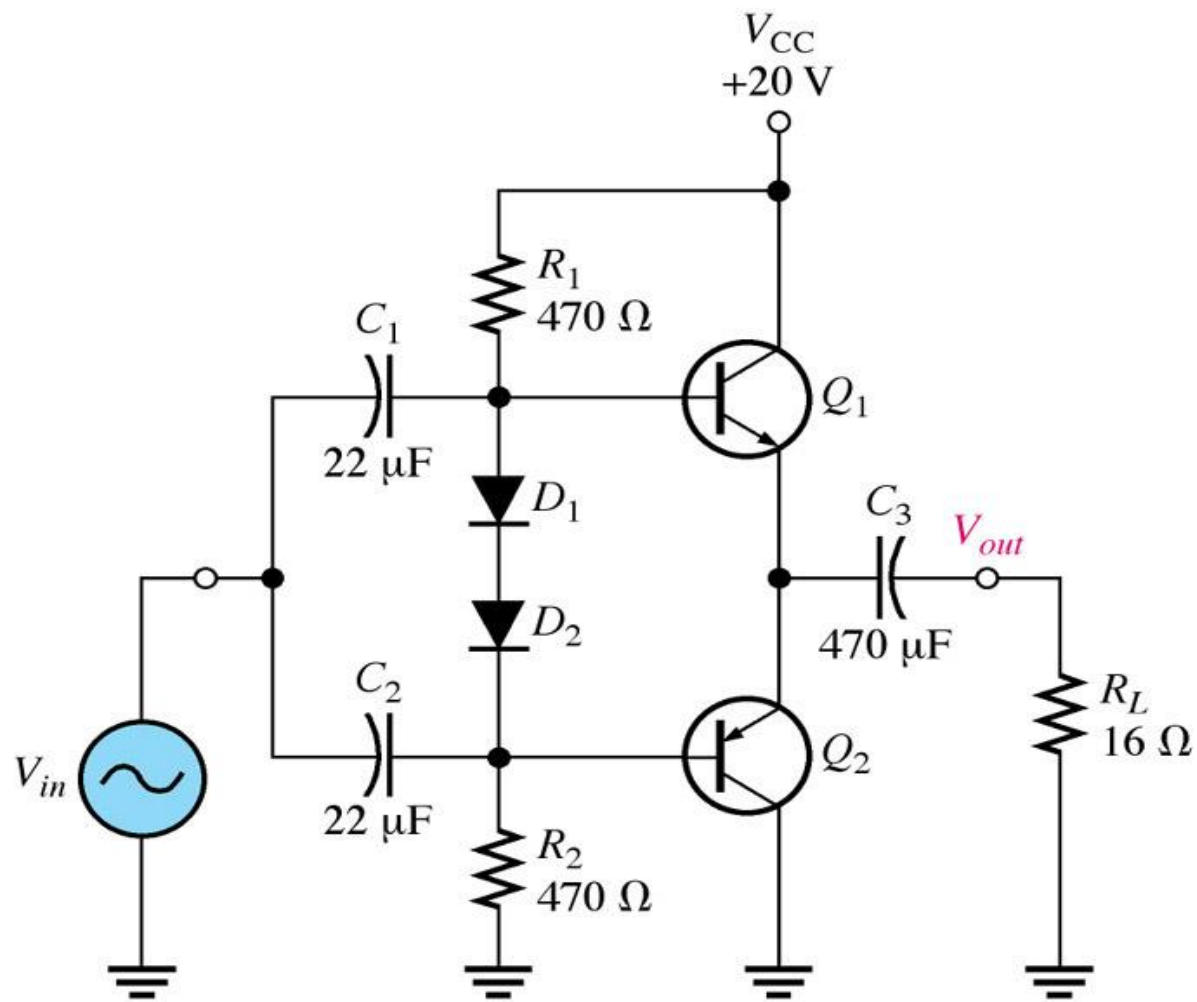 V_CC
+20 V
R_1
470 Ω
C_1
22 μF
Q_1
D_1
C_3
V_out
470 μF
D_2
C_2
22 μF
V_in
Q_2
R_L
16 Ω
R_2
470 Ω